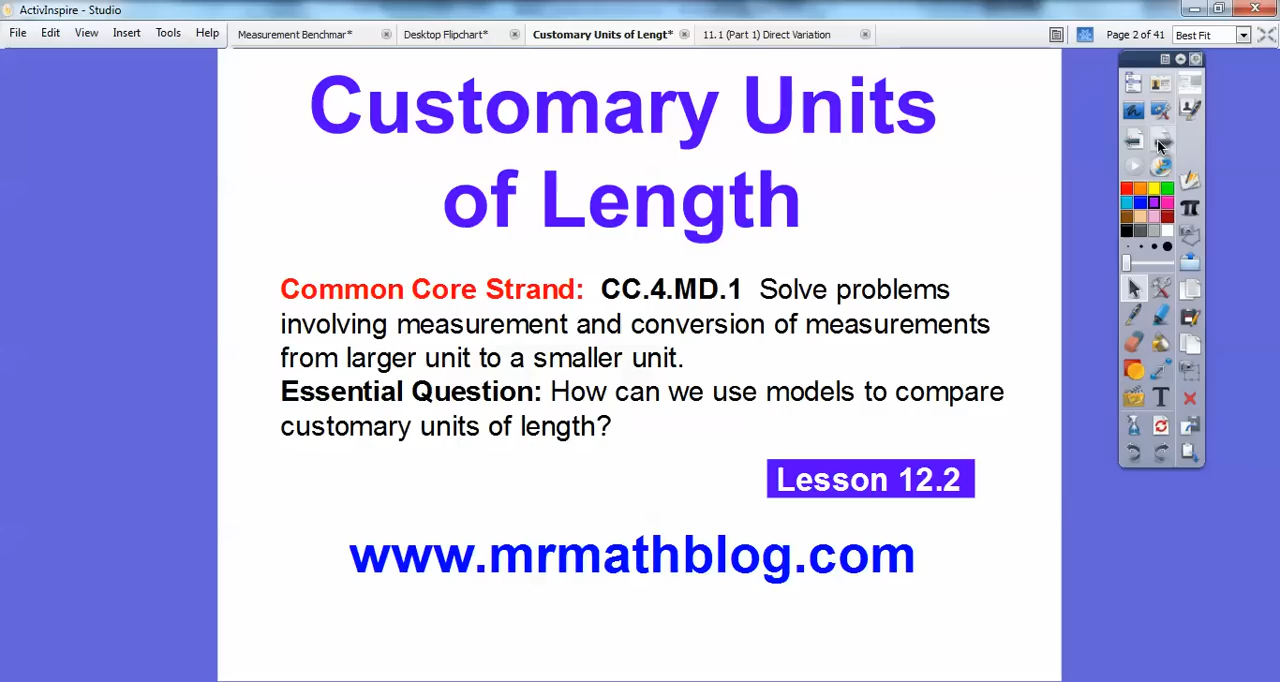 ActivInspire - Studio
File Edit View Insert Tools Help Measurement Benchmar* Desktop Flipchart* Customary Units of Lengt* 11.1 (Part 1) Direct Variation Page 2 of 41 Best Fit
Customary Units
of Length
Common Core Strand: CC.4.MD.1 Solve problems
involving measurement and conversion of measurements
from larger unit to a smaller unit.
Essential Question: How can we use models to compare
customary units of length?
Lesson 12.2
www.mrmathblog.com